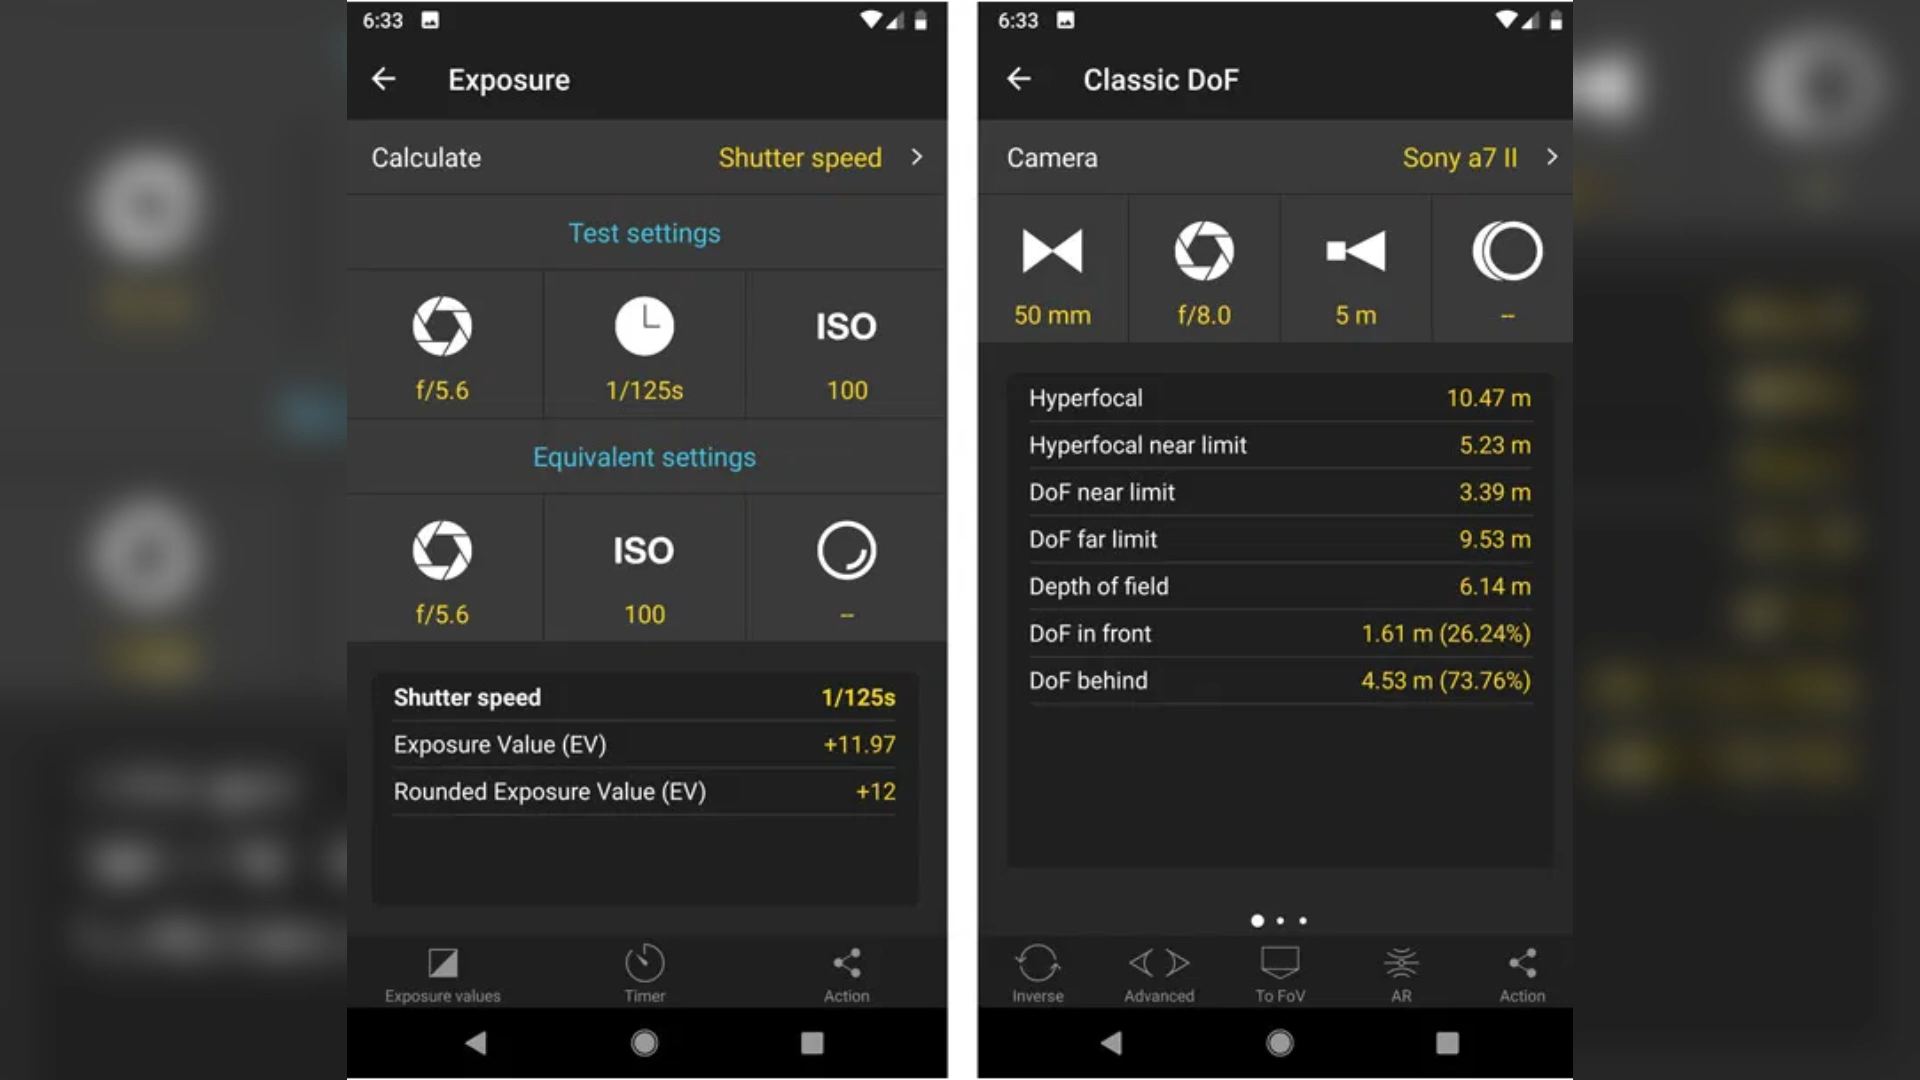 6:33
Exposure
Calculate Shutter speed
Test settings
ISO
f/5.6 1/125s 100
Equivalent settings
ISO
f/5.6 100 --
Shutter speed 1/125s
Exposure Value (EV) +11.97
Rounded Exposure Value (EV) +12
Exposure values Timer Action
6:33
Classic DoF
Camera Sony a7 II
50 mm f/8.0 5 m --
Hyperfocal 10.47 m
Hyperfocal near limit 5.23 m
DoF near limit 3.39 m
DoF far limit 9.53 m
Depth of field 6.14 m
DoF in front 1.61 m (26.24%)
DoF behind 4.53 m (73.76%)
Inverse Advanced To FoV AR Action